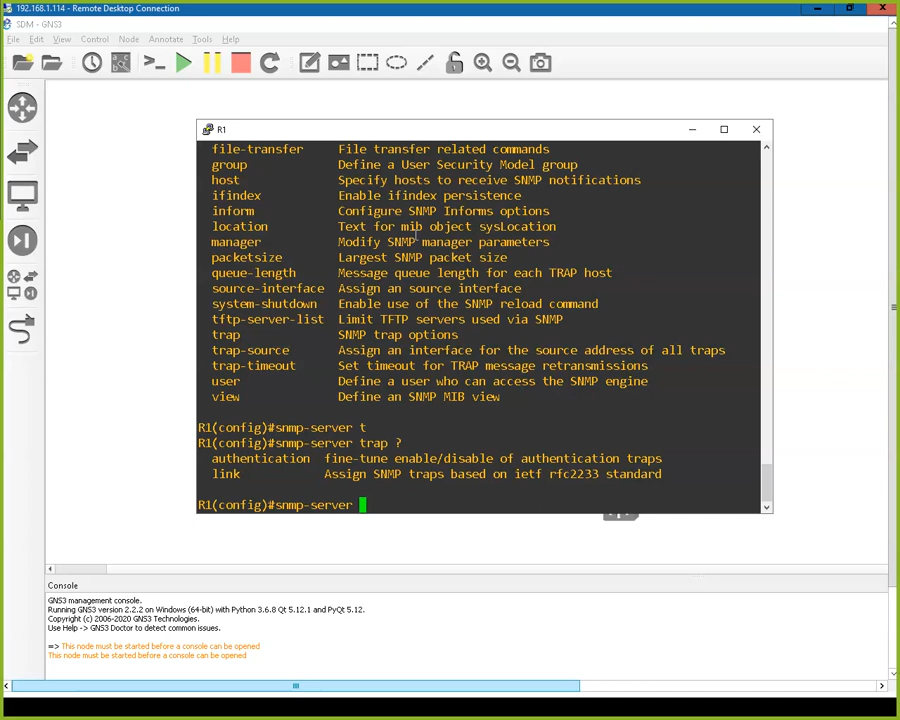 192.168.1.114 - Remote Desktop Connection
SDM - GNS3
File Edit View Control Node Annotate Tools Help
R1
file-transfer File transfer related commands
group Define a User Security Model group
host Specify hosts to receive SNMP notifications
ifindex Enable ifindex persistence
inform Configure SNMP Informs options
location Text for mib object sysLocation
manager Modify SNMP manager parameters
packetsize Largest SNMP packet size
queue-length Message queue length for each TRAP host
source-interface Assign an source interface
system-shutdown Enable use of the SNMP reload command
tftp-server-list Limit TFTP servers used via SNMP
trap SNMP trap options
trap-source Assign an interface for the source address of all traps
trap-timeout Set timeout for TRAP message retransmissions
user Define a user who can access the SNMP engine
view Define an SNMP MIB view
R1(config)#snmp-server t
R1(config)#snmp-server trap ?
authentication fine-tune enable/disable of authentication traps
link Assign SNMP traps based on ietf rfc2233 standard
R1(config)#snmp-server
Console
GNS3 management console.
Running GNS3 version 2.2.2 on Windows (64-bit) with Python 3.6.8 Qt 5.12.1 and PyQt 5.12.
Copyright (c) 2006-2020 GNS3 Technologies.
Use Help -> GNS3 Doctor to detect common issues.
=> This node must be started before a console can be opened
This node must be started before a console can be opened